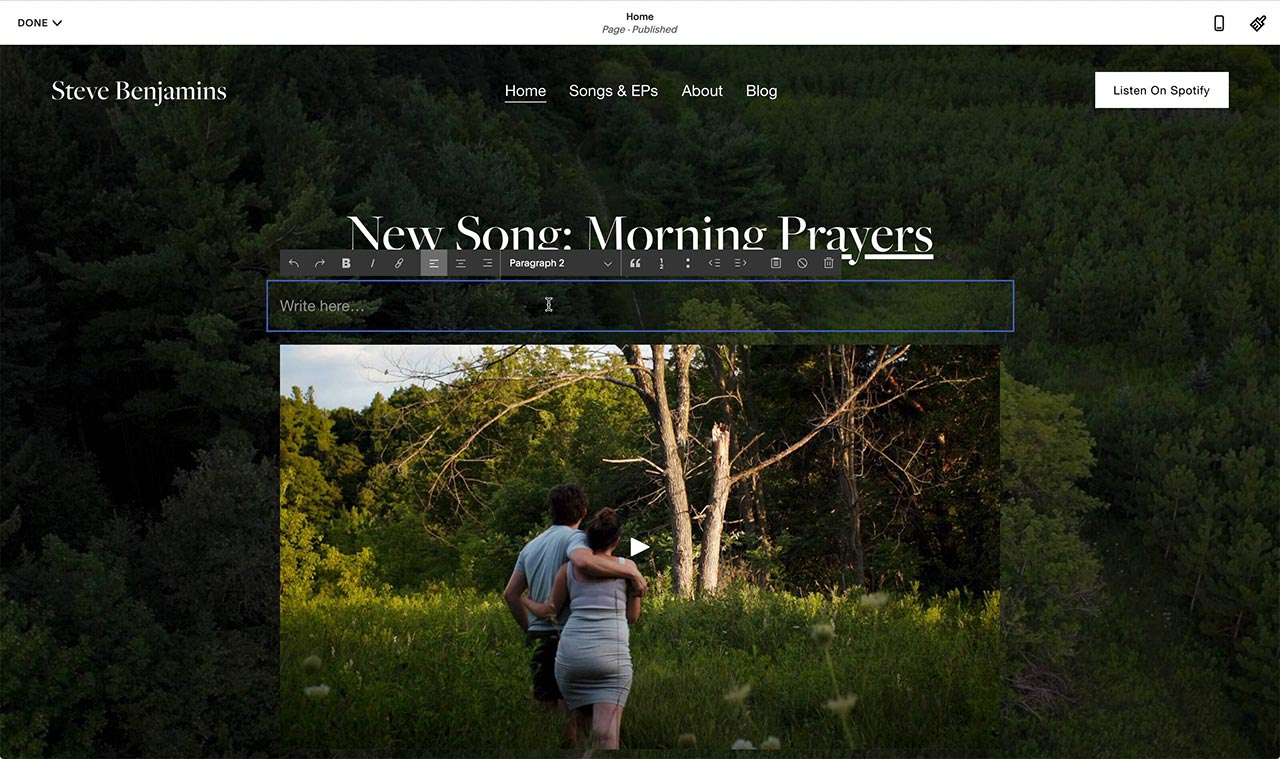 DONE
Home
Page · Published
Steve Benjamins
Home
Songs & EPs
About
Blog
Listen On Spotify
New Song: Morning Prayers
B
I
Paragraph 2
Write here...